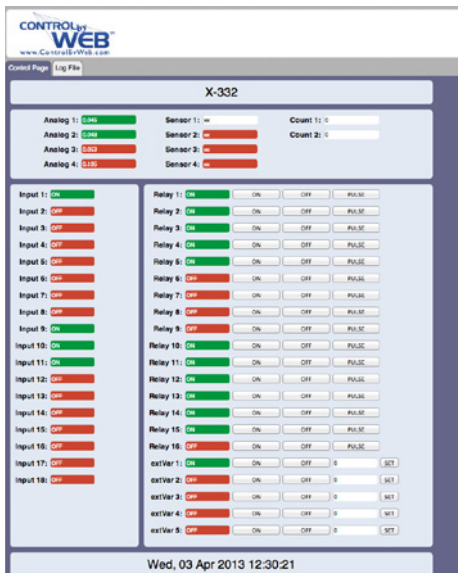 CONTROLBY
WEB
www.ControlByWeb.com
Control Page Log File
X-332
Analog 1: Sensor 1: xx Count 1: 0
Analog 2: Sensor 2: xx Count 2: 0
Analog 3: Sensor 3: xx
Analog 4: Sensor 4: xx
Input 1: ON Relay 1: ON ON OFF PULSE
Input 2: OFF Relay 2: ON ON OFF PULSE
Input 3: OFF Relay 3: ON ON OFF PULSE
Input 4: OFF Relay 4: ON ON OFF PULSE
Input 5: OFF Relay 5: ON ON OFF PULSE
Input 6: OFF Relay 6: OFF ON OFF PULSE
Input 7: OFF Relay 7: OFF ON OFF PULSE
Input 8: OFF Relay 8: OFF ON OFF PULSE
Input 9: ON Relay 9: OFF ON OFF PULSE
Input 10: ON Relay 10: ON ON OFF PULSE
Input 11: ON Relay 11: ON ON OFF PULSE
Input 12: OFF Relay 12: ON ON OFF PULSE
Input 13: OFF Relay 13: ON ON OFF PULSE
Input 14: OFF Relay 14: ON ON OFF PULSE
Input 15: OFF Relay 15: ON ON OFF PULSE
Input 16: OFF Relay 16: OFF ON OFF PULSE
Input 17: OFF extVar 1: ON ON OFF 0 SET
Input 18: OFF extVar 2: OFF ON OFF 0 SET
extVar 3: OFF ON OFF 0 SET
extVar 4: OFF ON OFF 0 SET
extVar 5: OFF ON OFF 0 SET
Wed, 03 Apr 2013 12:30:21